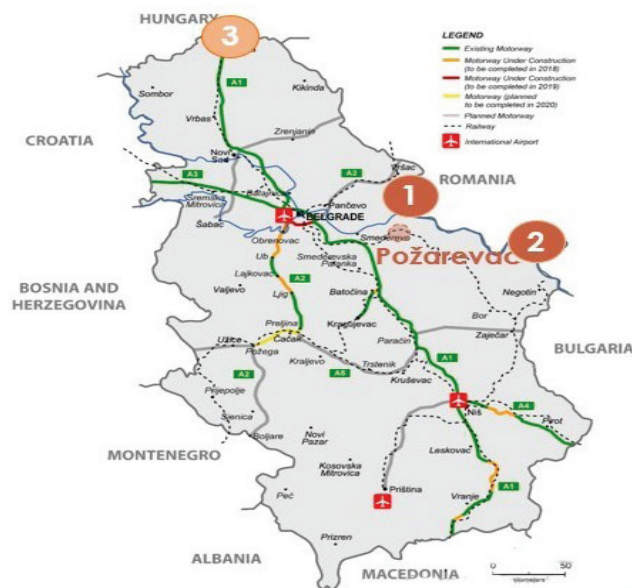 HUNGARY
3
LEGEND
Existing Motorway
Motorway Under Construction
(to be completed in 2018)
Motorway Under Construction
(to be completed in 2019)
Motorway (planned
to be completed in 2020)
Planned Motorway
Railway
International Airport
A1
Sombor
Kikinda
Vrbas
CROATIA
Zrenjanin
Novi
A3
A2
Vršac
ROMANIA
1
Sremska
Mitrovica
Pančevo
Šabac
BELGRADE
Obrenovac
Smederevo
Požarevac
2
Ub
Smederevska
Palanka
BOSNIA AND
HERZEGOVINA
Lajkovac
A2
Valjevo
Ljig
Batočina
Negotin
Bor
Preljina
Kragujevac
Zaječar
Užice
Čačak
Požega
Paraćin
A1
BULGARIA
Kraljevo
Trstenik
A2
A5
Kruševac
Prijepolje
Niš
A4
Pirot
Sjenica
Novi
Pazar
Boljare
Leskovac
MONTENEGRO
Kosovska
Mitrovica
Peć
Priština
Vranje
A1
Prizren
ALBANIA
MACEDONIA
0
50
kilometers